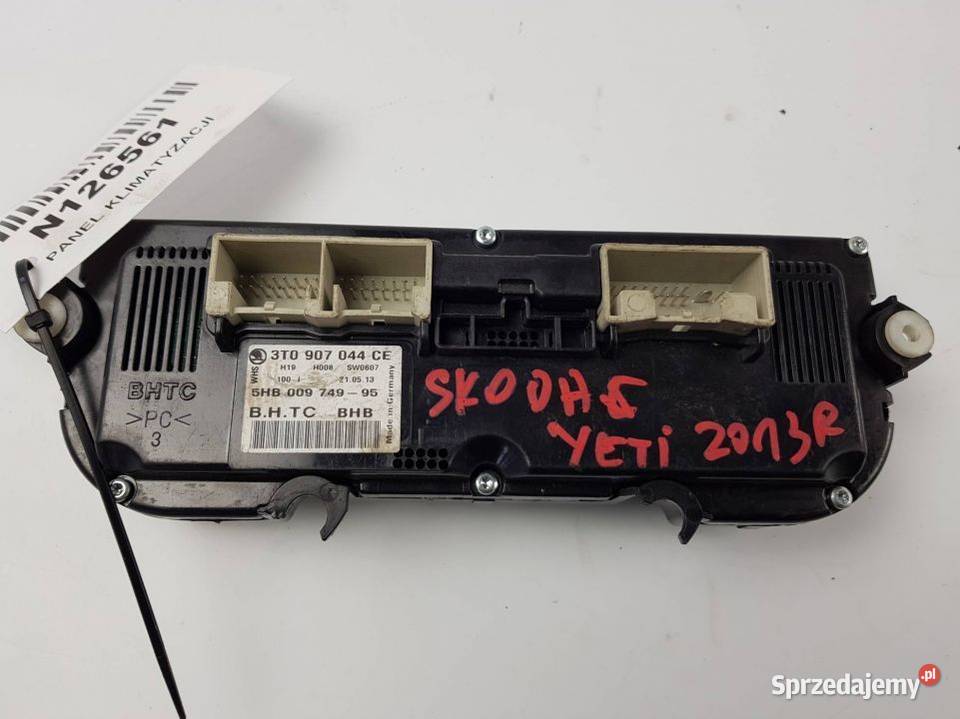 N126561
PANEL KLIMATYZACJI
3T0 907 044 CE
WHS
H19 H008 SW0607
100-I 21.05.13
5HB 009 749-95
B.H.TC BHB
Made in Germany
BHTC
>PC<
3
SKODA
YETI 2013R
Sprzedajemy.pl